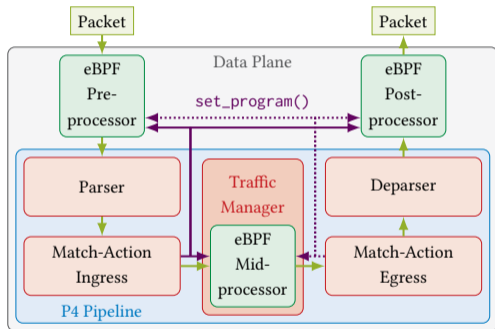 Packet
Packet
Data Plane
eBPF
Pre-
processor
eBPF
Post-
processor
set_program()
Parser
Traffic
Manager
Deparser
Match-Action
Ingress
eBPF
Mid-
processor
Match-Action
Egress
P4 Pipeline